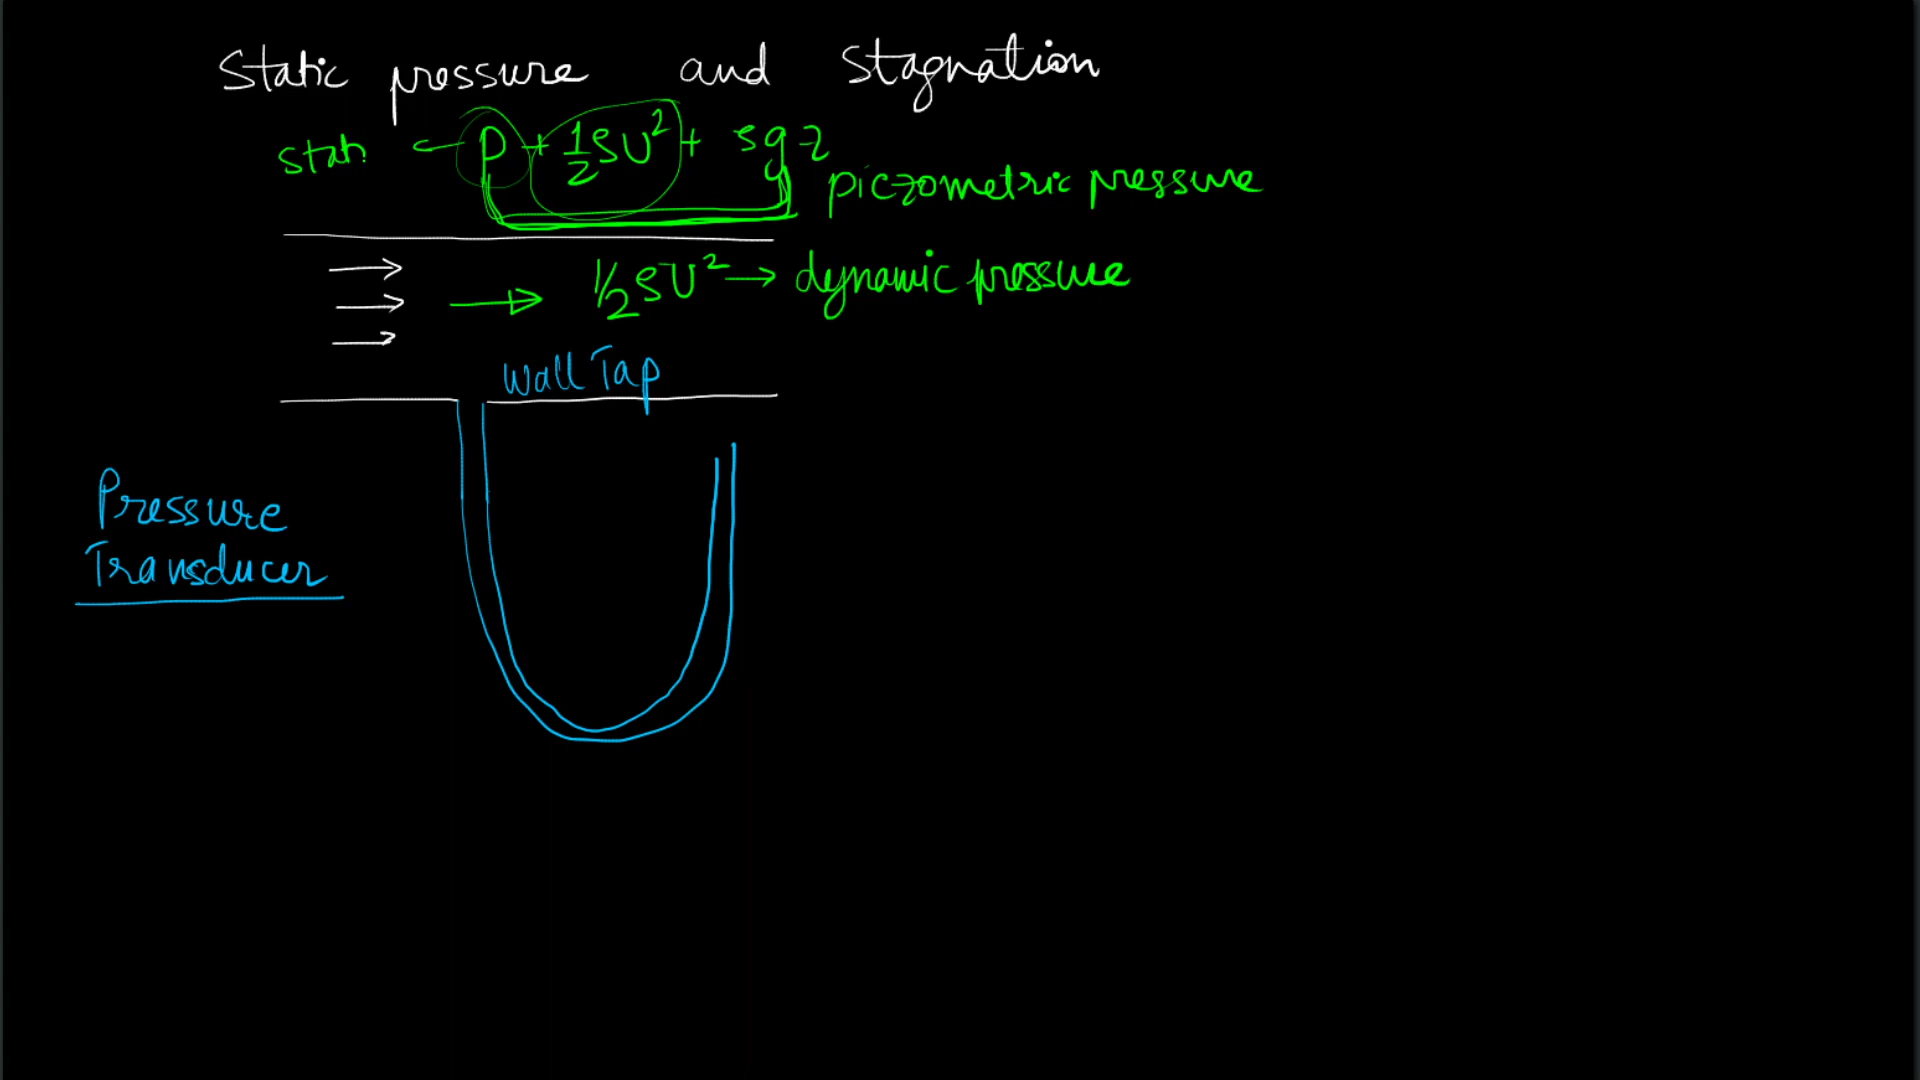 Static pressure and stagnation
stati ← P + 1/2 ρU² + ρgz
piezometric pressure
→ 1/2 ρU² → dynamic pressure
Wall Tap
Pressure
Transducer